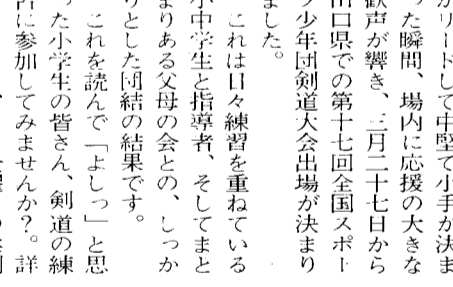 がリードして中堅で小手が決ま
った瞬間、場内に応援の大きな
歓声が響き、三月二十七日から
山口県での第十七回全国スポー
ツ少年団剣道大会出場が決まり
ました。
これは日々練習を重ねている
小中学生と指導者、そしてまと
まりある父母の会との、しっか
りとした団結の結果です。
これを読んで「よしっ」と思
った小学生の皆さん、剣道の練
習に参加してみませんか?。詳